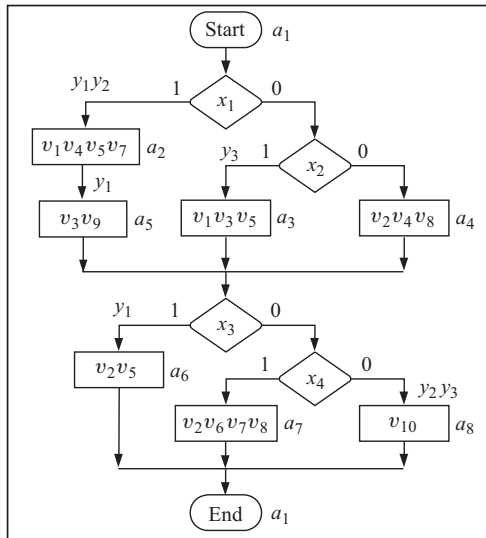 Start a₁
y₁y₂ 1 x₁ 0
v₁v₄v₅v₇ a₂ y₃ 1 x₂ 0
y₁
v₃v₉ a₅ v₁v₃v₅ a₃ v₂v₄v₈ a₄
y₁ 1 x₃ 0
v₂v₅ a₆ 1 x₄ 0
y₂y₃
v₂v₆v₇v₈ a₇ v₁₀ a₈
End a₁